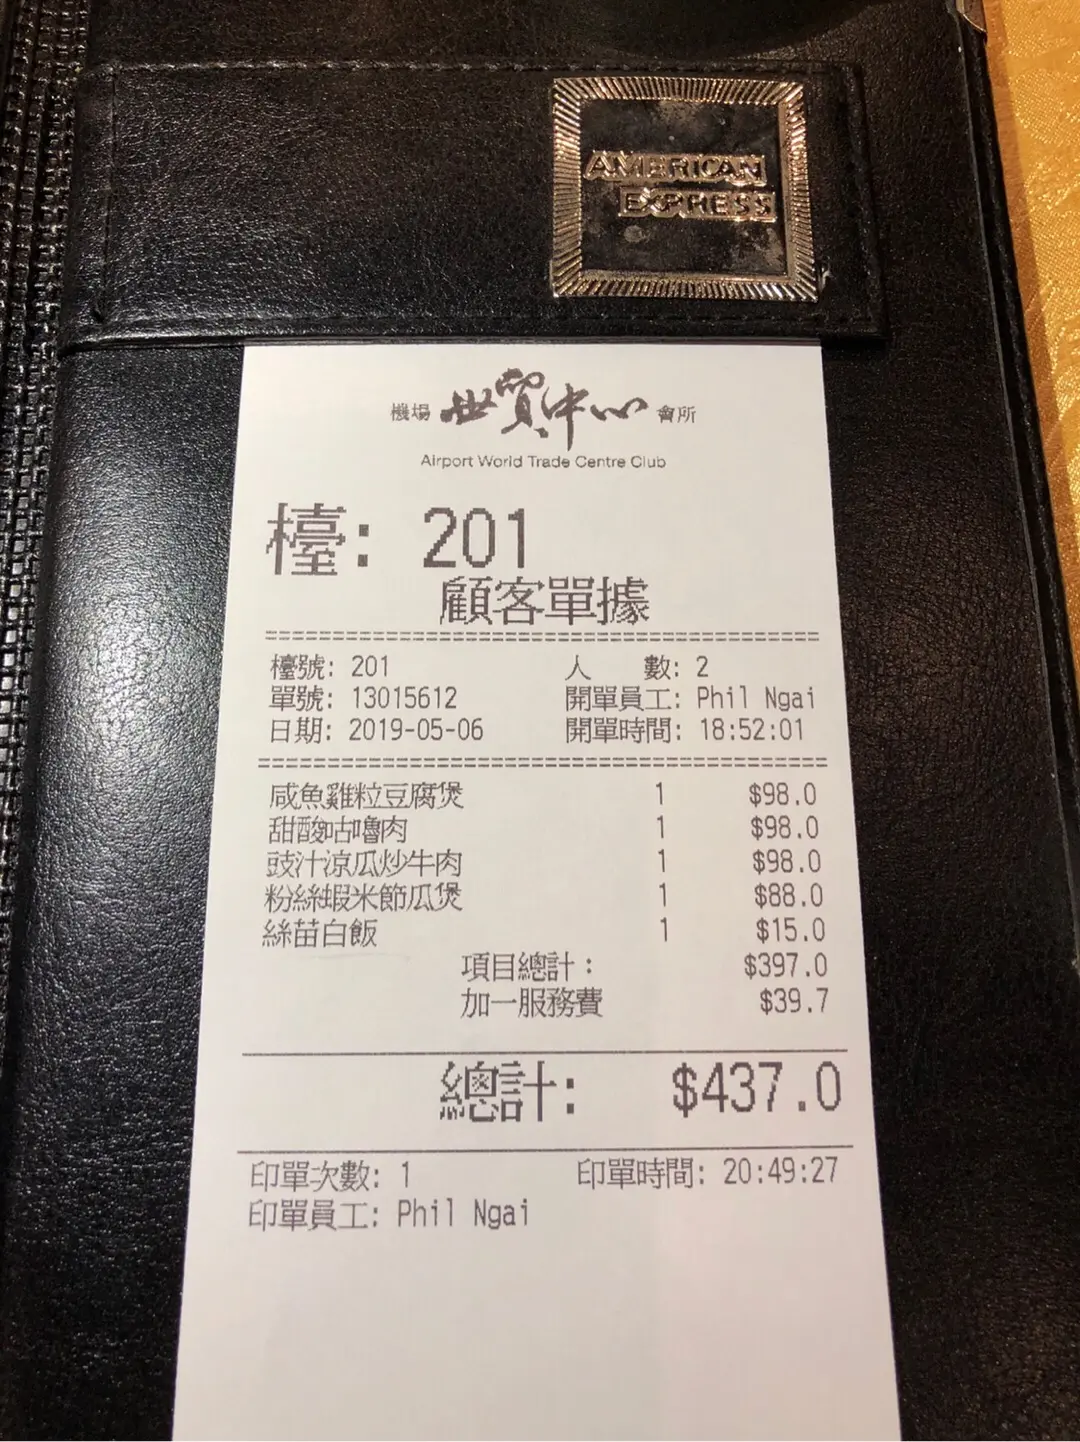 AMERICAN
EXPRESS
機場 世貿中心 會所
Airport World Trade Centre Club
檯: 201
顧客單據
檯號: 201 人 數: 2
單號: 13015612 開單員工: Phil Ngai
日期: 2019-05-06 開單時間: 18:52:01
咸魚雞粒豆腐煲 1 $98.0
甜酸咕嚕肉 1 $98.0
豉汁涼瓜炒牛肉 1 $98.0
粉絲蝦米節瓜煲 1 $88.0
絲苗白飯 1 $15.0
項目總計: $397.0
加一服務費 $39.7
總計: $437.0
印單次數: 1 印單時間: 20:49:27
印單員工: Phil Ngai